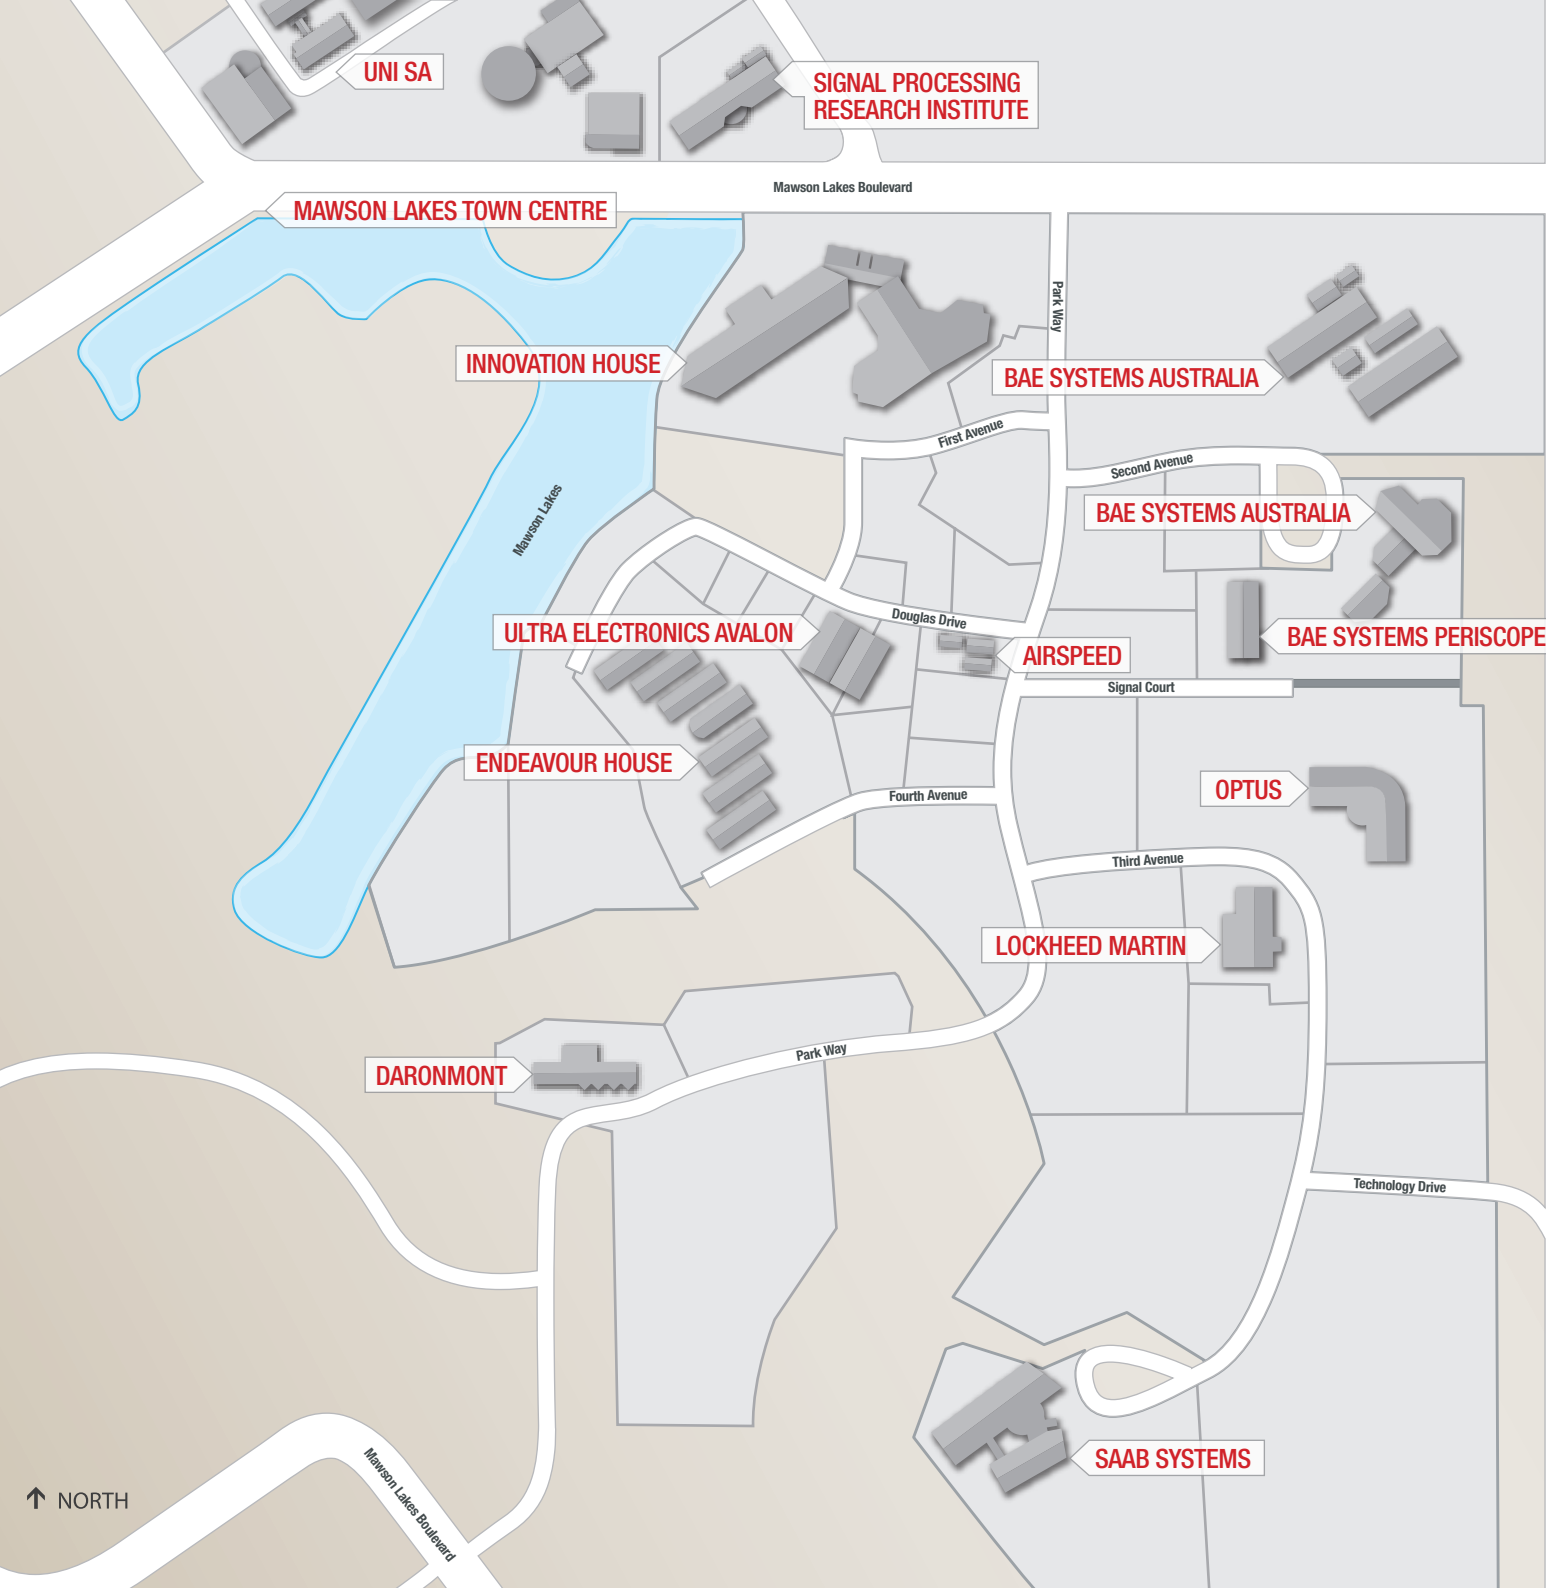 UNI SA
SIGNAL PROCESSING
RESEARCH INSTITUTE
Mawson Lakes Boulevard
MAWSON LAKES TOWN CENTRE
Park Way
INNOVATION HOUSE
BAE SYSTEMS AUSTRALIA
First Avenue
Second Avenue
BAE SYSTEMS AUSTRALIA
Mawson Lakes
Douglas Drive
ULTRA ELECTRONICS AVALON
BAE SYSTEMS PERISCOPE
AIRSPEED
Signal Court
ENDEAVOUR HOUSE
OPTUS
Fourth Avenue
Third Avenue
LOCKHEED MARTIN
Park Way
DARONMONT
Technology Drive
SAAB SYSTEMS
Mawson Lakes Boulevard
NORTH